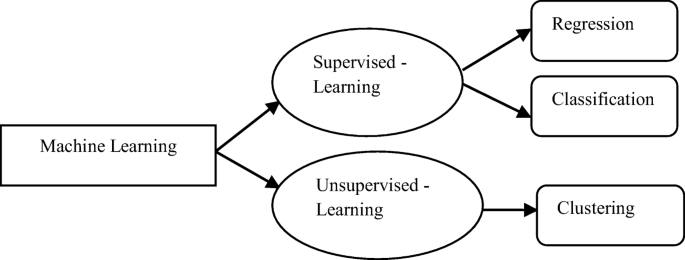 Machine Learning
Supervised -
Learning
Regression
Classification
Unsupervised -
Learning
Clustering